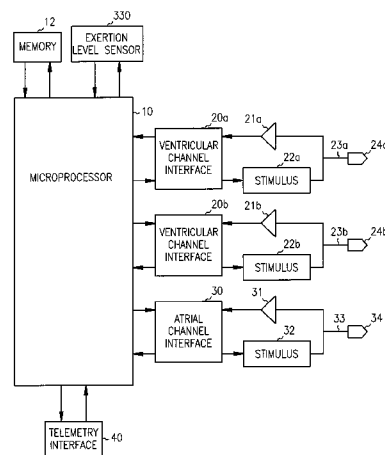 12
330
MEMORY
EXERTION
LEVEL SENSOR
10
MICROPROCESSOR
20a
21a
VENTRICULAR
CHANNEL
INTERFACE
22a
STIMULUS
23a
24a
20b
21b
VENTRICULAR
CHANNEL
INTERFACE
22b
STIMULUS
23b
24b
30
31
ATRIAL
CHANNEL
INTERFACE
32
STIMULUS
33
34
TELEMETRY
INTERFACE
40